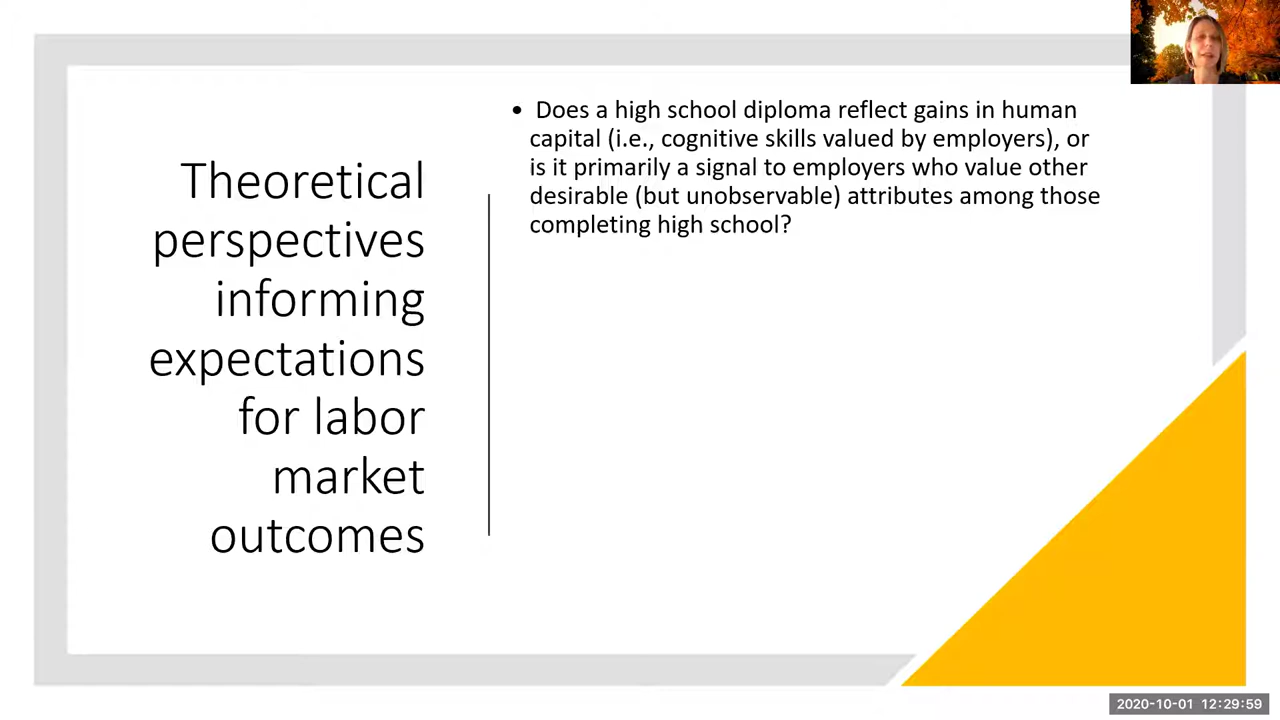 Theoretical
perspectives
informing
expectations
for labor
market
outcomes
• Does a high school diploma reflect gains in human
capital (i.e., cognitive skills valued by employers), or
is it primarily a signal to employers who value other
desirable (but unobservable) attributes among those
completing high school?
2020-10-01 12:29:59